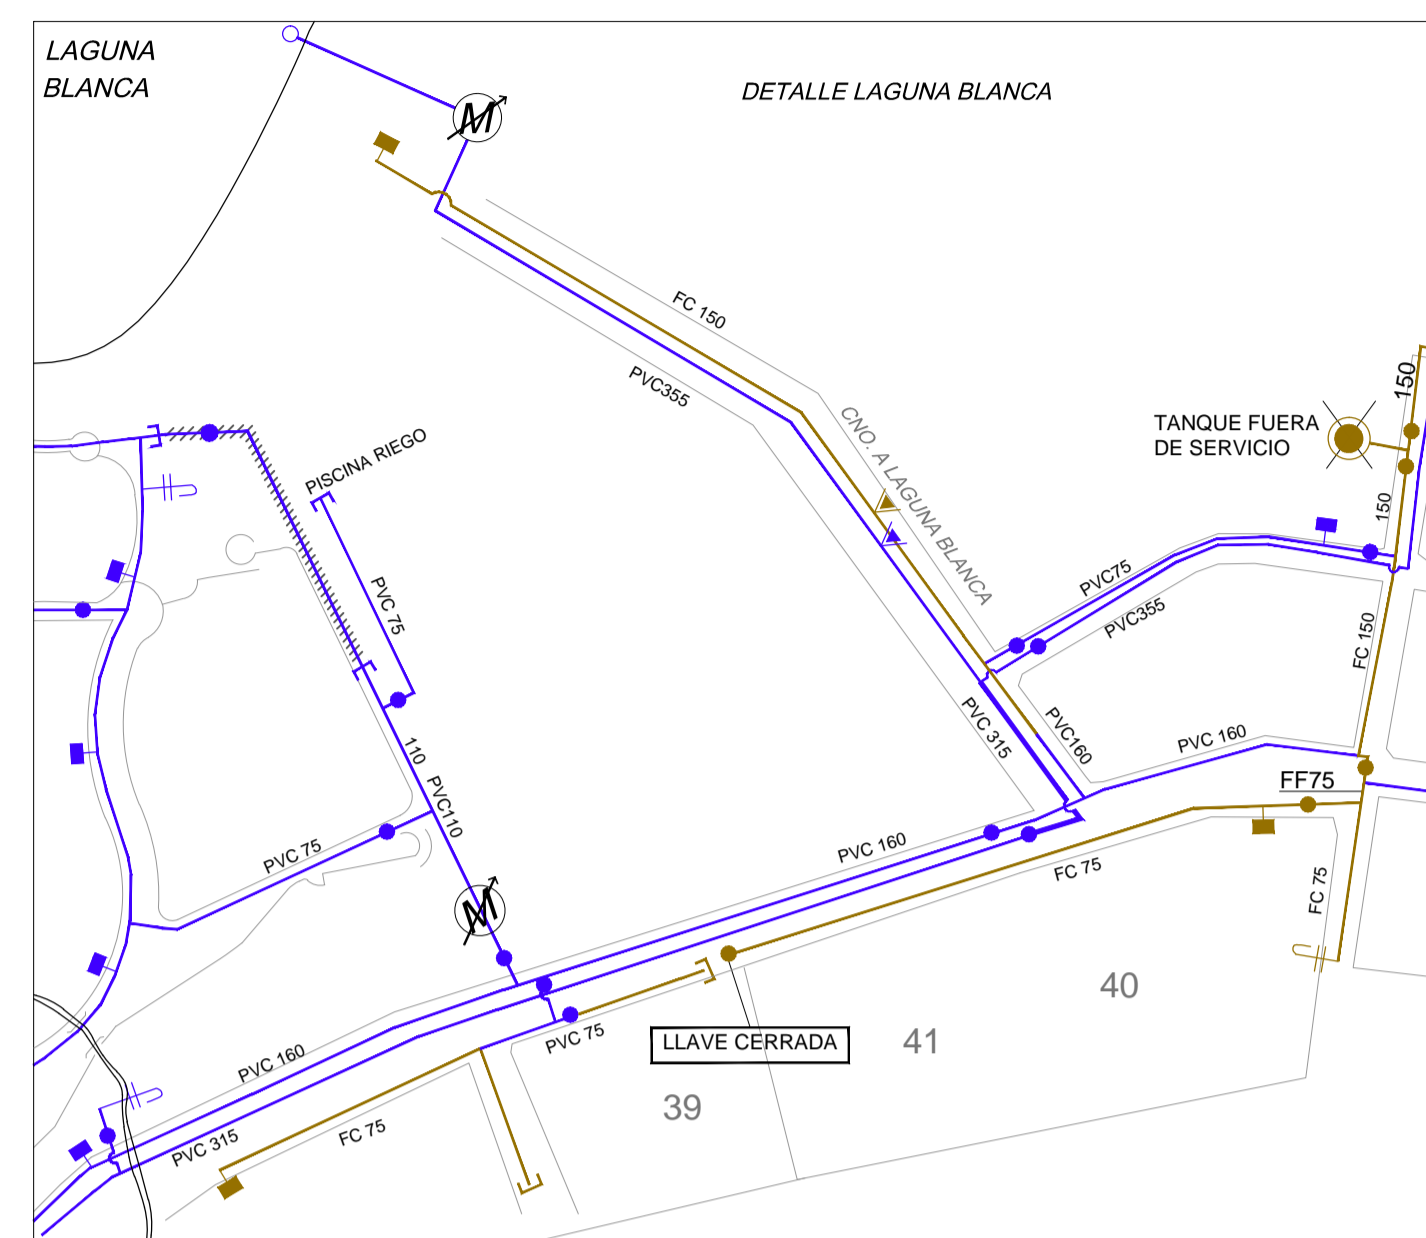 LAGUNA
BLANCA
DETALLE LAGUNA BLANCA
M
FC 150
PVC355
CNO. A LAGUNA BLANCA
150
TANQUE FUERA
DE SERVICIO
PISCINA RIEGO
150
PVC 75
PVC75
PVC355
FC 150
PVC 315
PVC160
PVC 160
110
PVC110
FF75
PVC 75
PVC 160
FC 75
FC 75
M
40
LLAVE CERRADA
41
PVC 75
PVC 160
39
FC 75
PVC 315